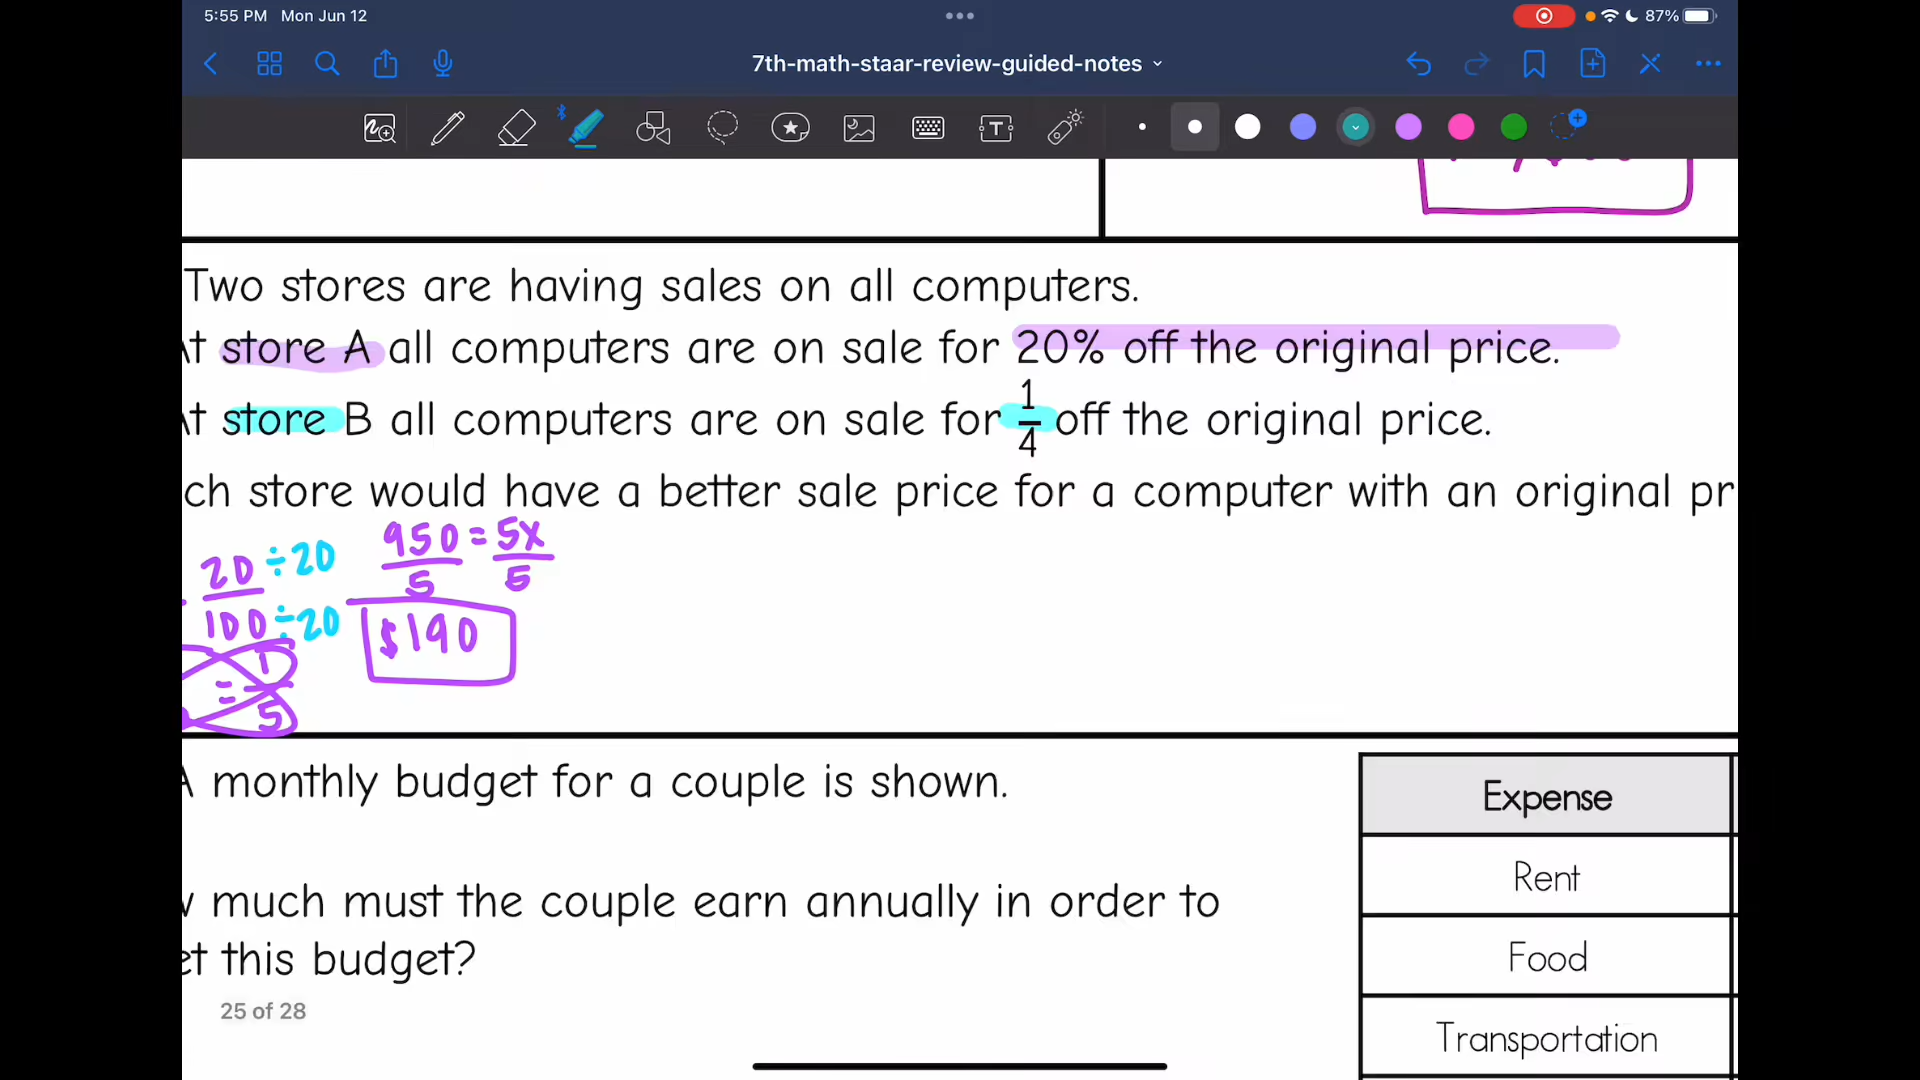 5:55 PM Mon Jun 12
87%
7th-math-staar-review-guided-notes
Two stores are having sales on all computers.
At store A all computers are on sale for 20% off the original price.
At store B all computers are on sale for 1/4 off the original price.
ch store would have a better sale price for a computer with an original pr
20 ÷20
100 ÷20
= 1
5
950 = 5x
5 5
$190
A monthly budget for a couple is shown.
w much must the couple earn annually in order to
et this budget?
25 of 28
Expense
Rent
Food
Transportation